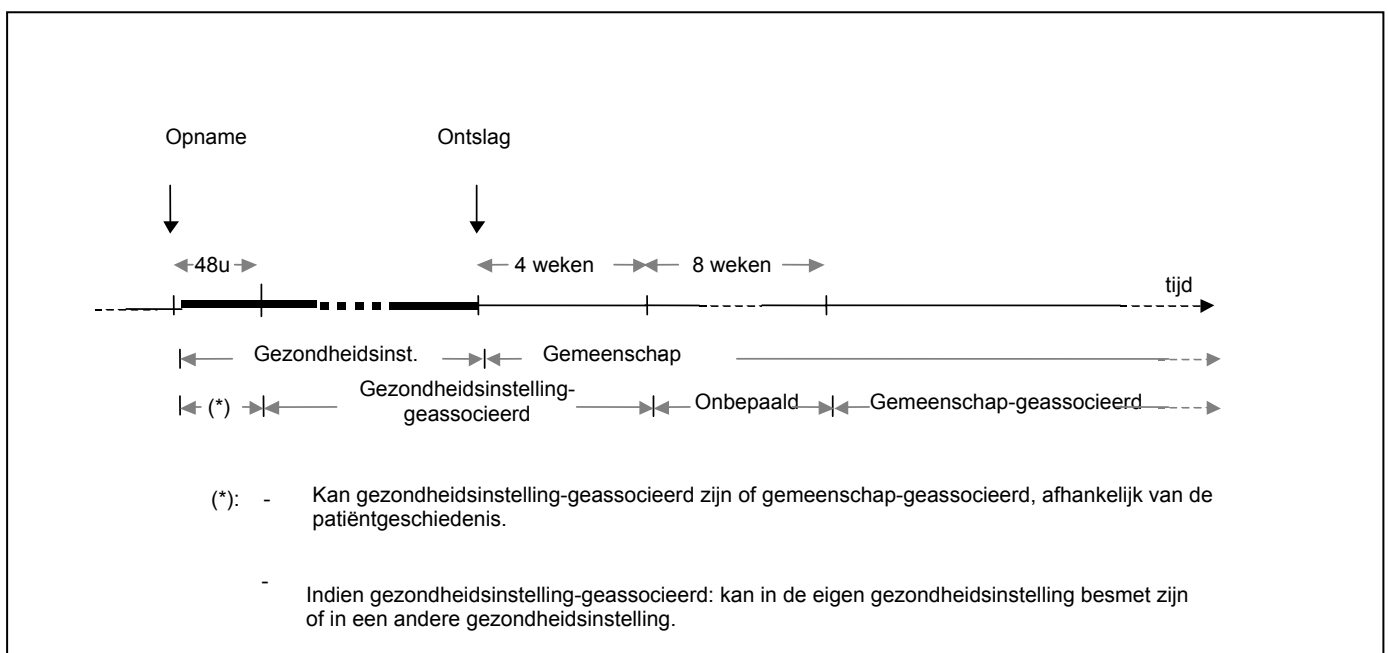 Opname Ontslag
48u 4 weken 8 weken
tijd
Gezondheidsinst. Gemeenschap
(*) Gezondheidsinstelling-
geassocieerd Onbepaald Gemeenschap-geassocieerd
(*): - Kan gezondheidsinstelling-geassocieerd zijn of gemeenschap-geassocieerd, afhankelijk van de
patiëntgeschiedenis.
-
Indien gezondheidsinstelling-geassocieerd: kan in de eigen gezondheidsinstelling besmet zijn
of in een andere gezondheidsinstelling.